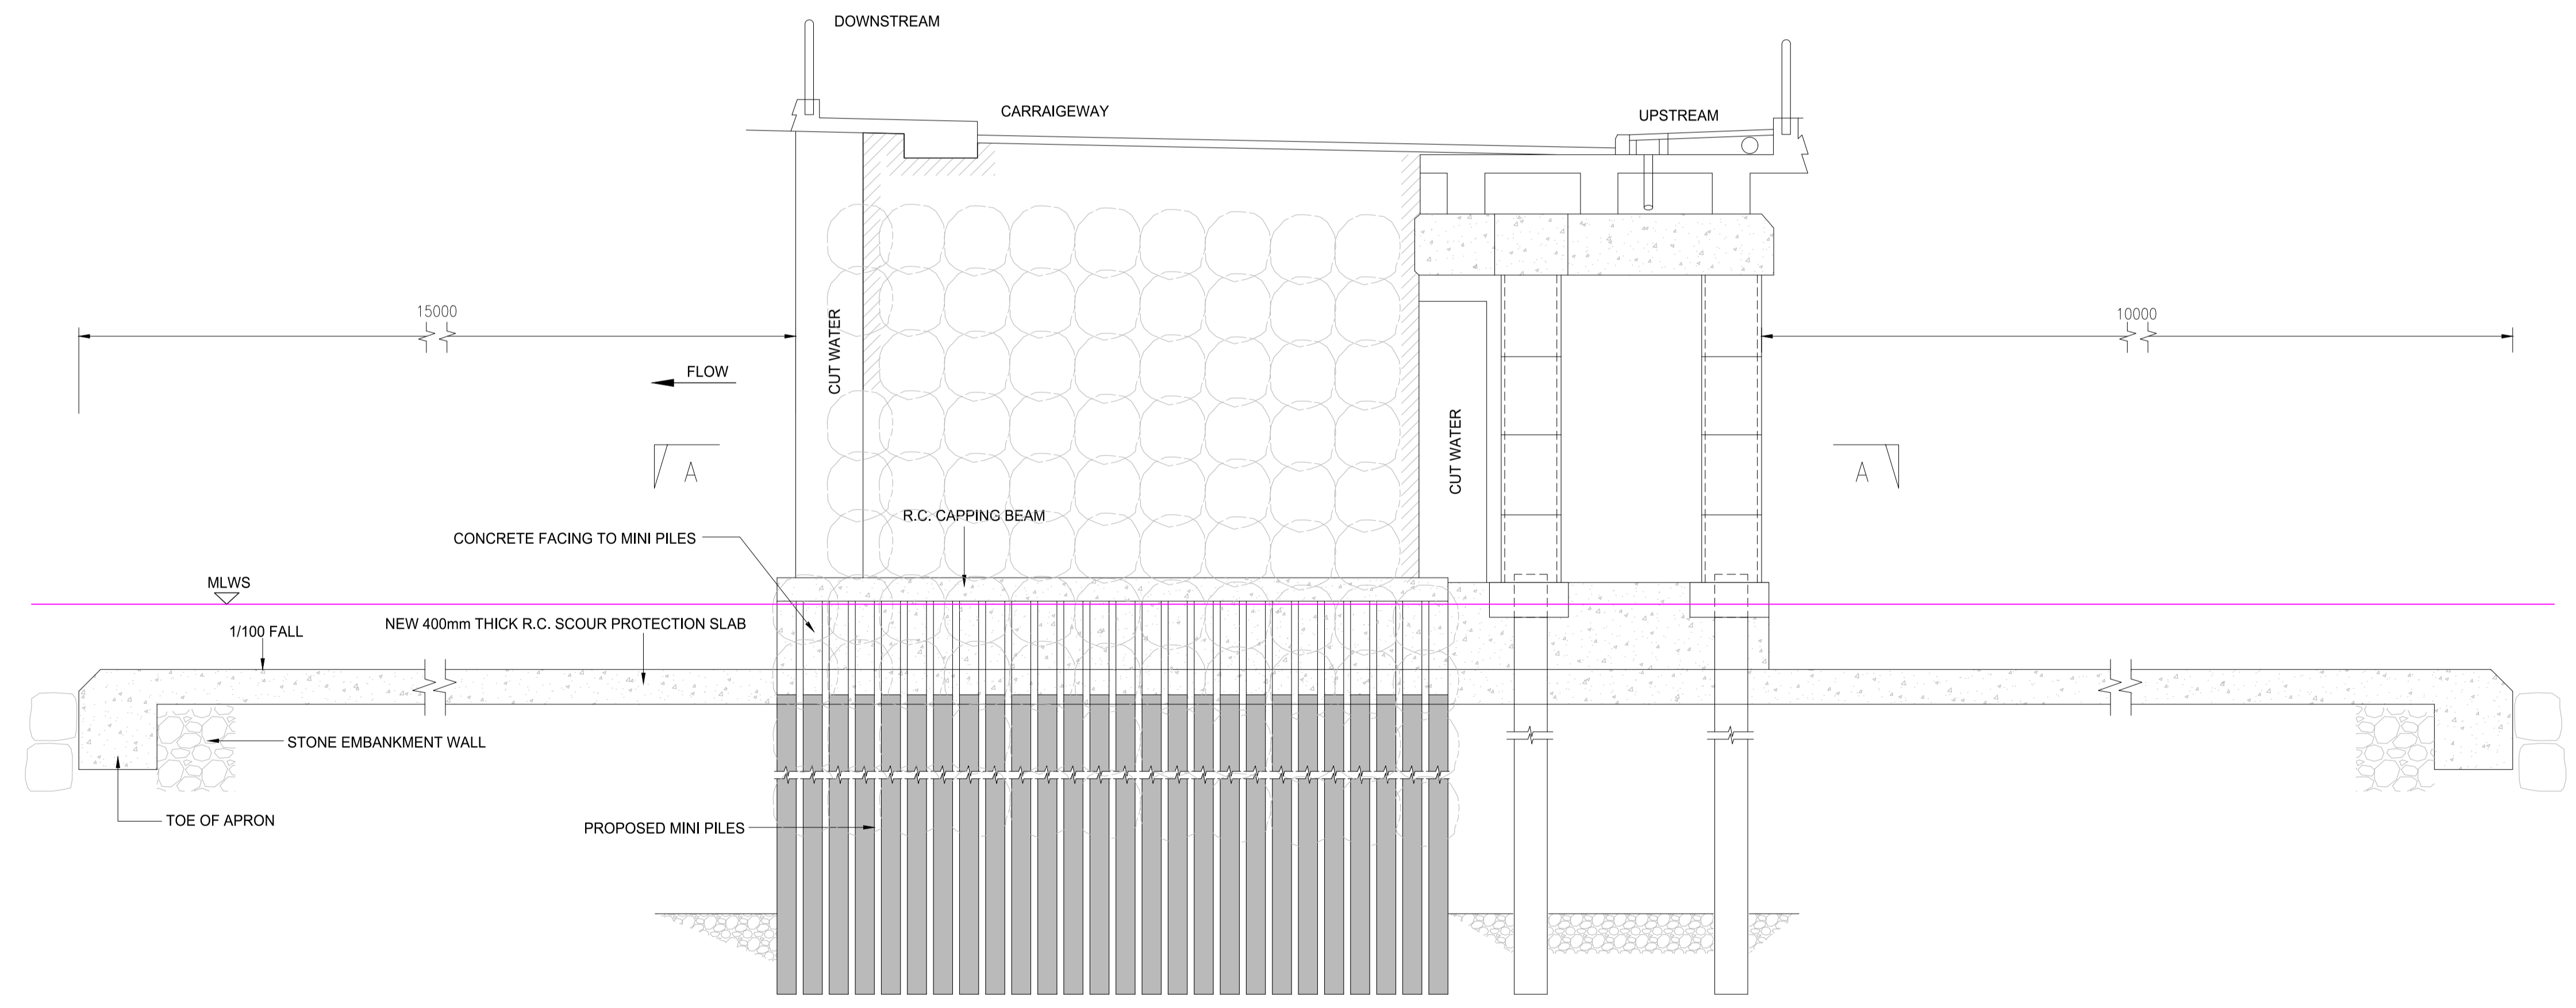 DOWNSTREAM
CARRAIGEWAY
UPSTREAM
15000
10000
CUT WATER
FLOW
A
A
CUT WATER
R.C. CAPPING BEAM
CONCRETE FACING TO MINI PILES
MLWS
1/100 FALL
NEW 400mm THICK R.C. SCOUR PROTECTION SLAB
STONE EMBANKMENT WALL
TOE OF APRON
PROPOSED MINI PILES